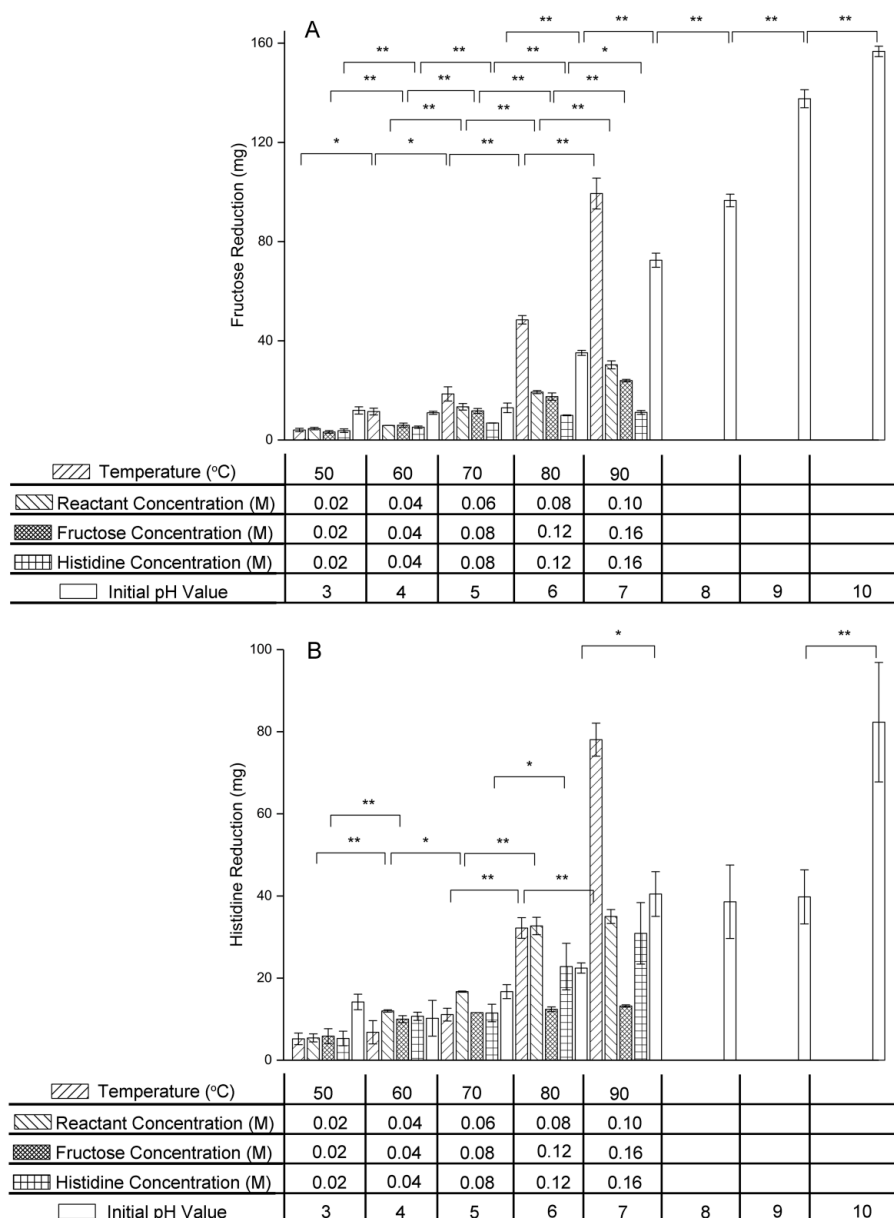 A
** ** ** ** **
** ** ** *
** ** ** **
** ** **
* * ** **
160
120
80
40
0
Fructose Reduction (mg)
Temperature (°C) 50 60 70 80 90
Reactant Concentration (M) 0.02 0.04 0.06 0.08 0.10
Fructose Concentration (M) 0.02 0.04 0.08 0.12 0.16
Histidine Concentration (M) 0.02 0.04 0.08 0.12 0.16
Initial pH Value 3 4 5 6 7 8 9 10
B
* **
*
**
** * **
** **
100
80
60
40
20
0
Histidine Reduction (mg)
Temperature (°C) 50 60 70 80 90
Reactant Concentration (M) 0.02 0.04 0.06 0.08 0.10
Fructose Concentration (M) 0.02 0.04 0.08 0.12 0.16
Histidine Concentration (M) 0.02 0.04 0.08 0.12 0.16
Initial pH Value 3 4 5 6 7 8 9 10